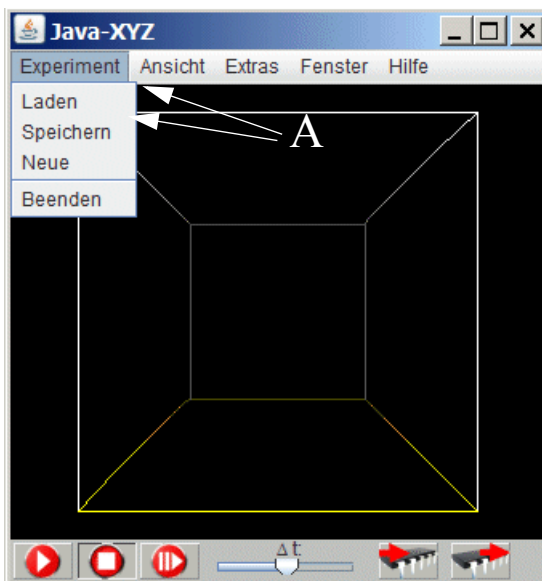 Java-XYZ
Experiment Ansicht Extras Fenster Hilfe
Laden
Speichern
Neue
Beenden
A
Δt